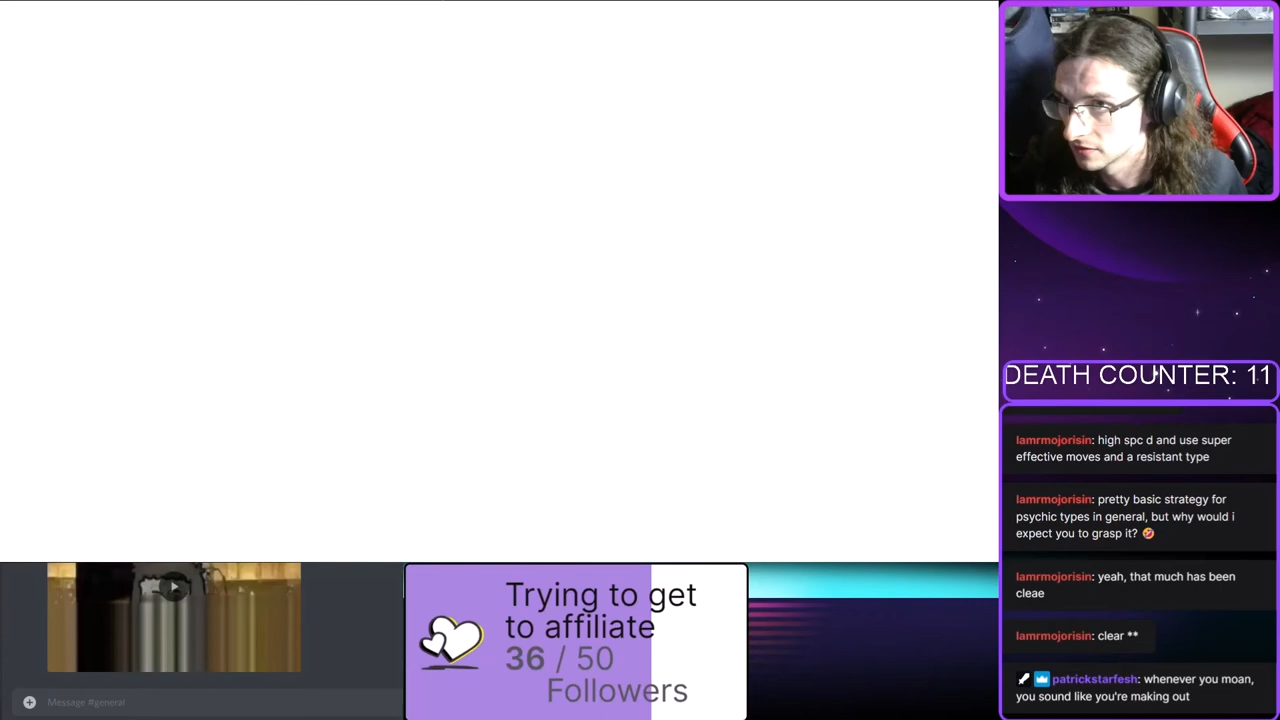 DEATH COUNTER: 11
Iamrmojorisin: high spc d and use super
effective moves and a resistant type
Iamrmojorisin: pretty basic strategy for
psychic types in general, but why would i
expect you to grasp it? 🤣
Iamrmojorisin: yeah, that much has been
cleae
Iamrmojorisin: clear **
patrickstarfesh: whenever you moan,
you sound like you're making out
Trying to get
to affiliate
36 / 50
Followers
Message #general